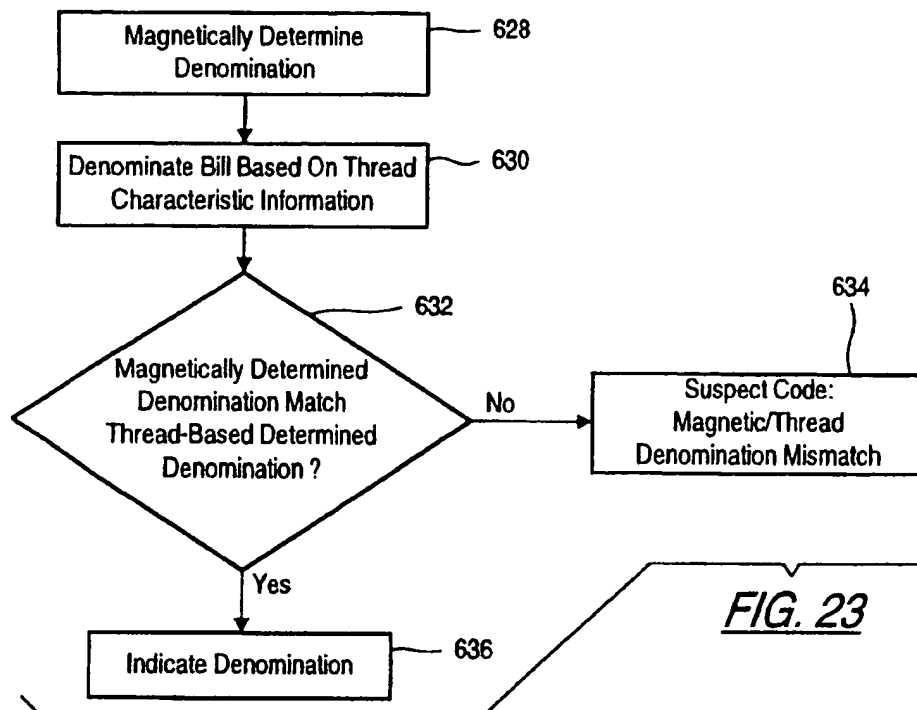 Magnetically Determine
Denomination
628
Denominate Bill Based On Thread
Characteristic Information
630
632
Magnetically Determined
Denomination Match
Thread-Based Determined
Denomination ?
No
634
Suspect Code:
Magnetic/Thread
Denomination Mismatch
Yes
Indicate Denomination
636
FIG. 23